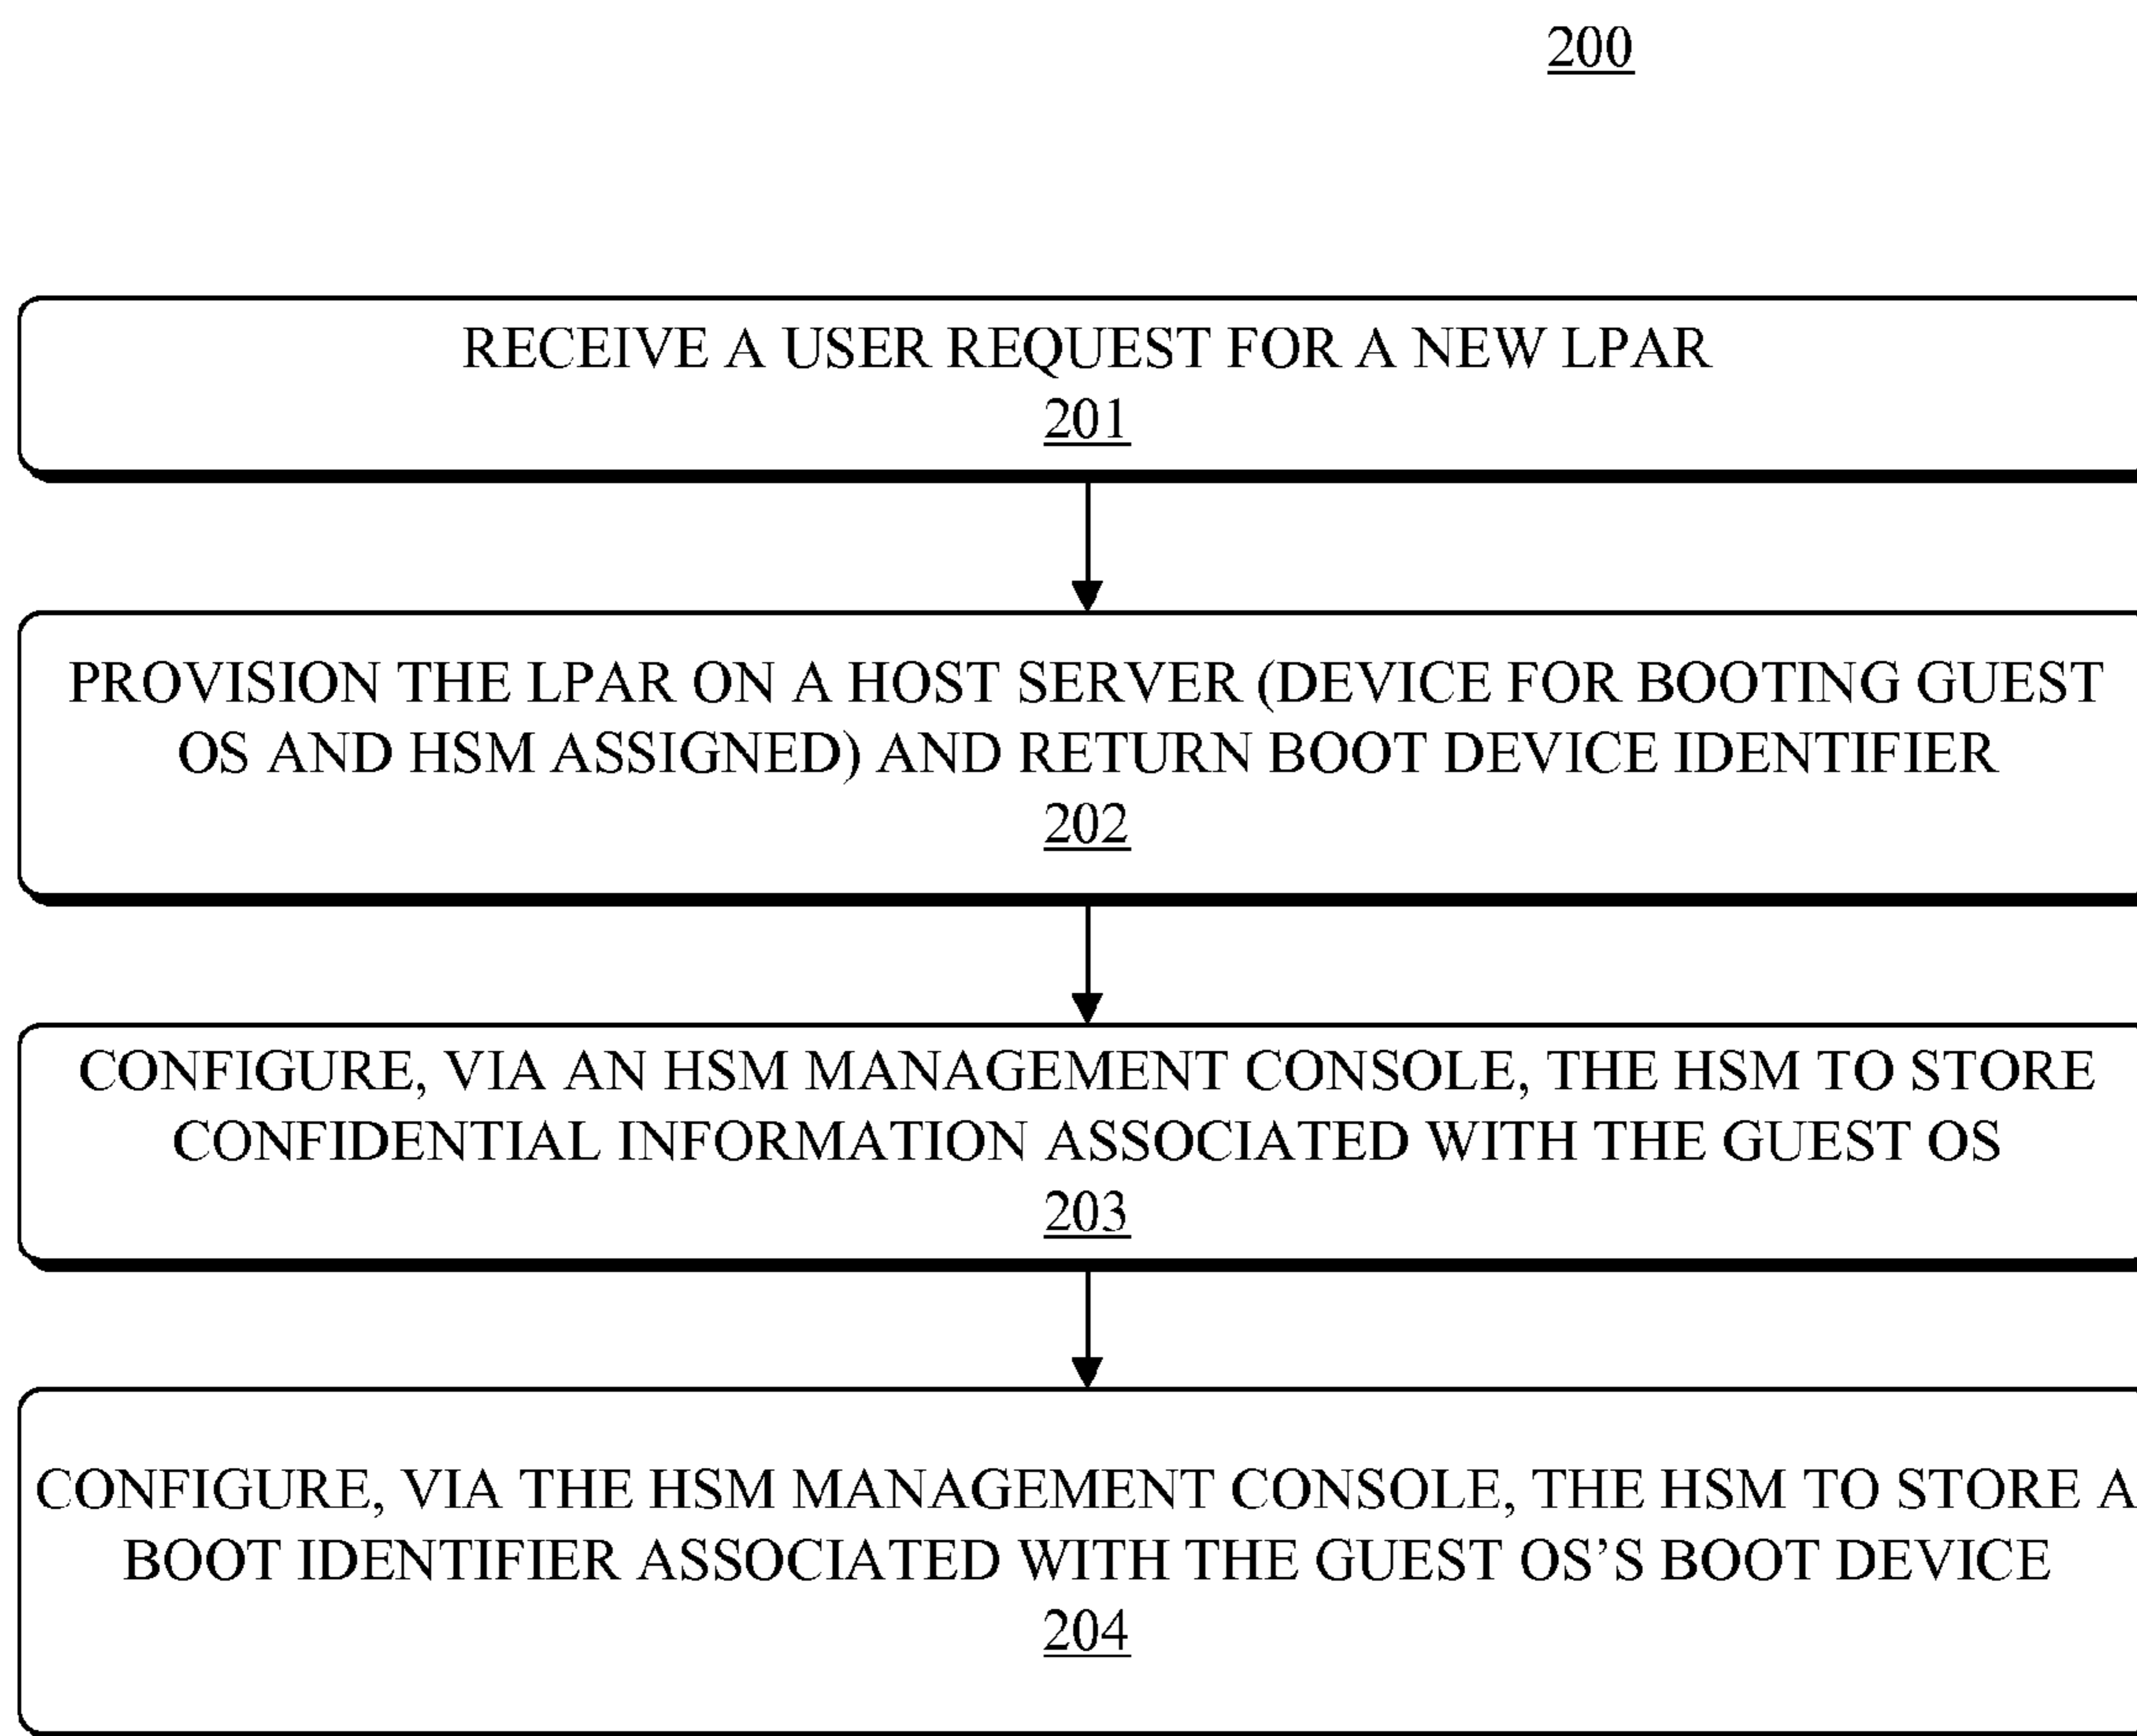 200
RECEIVE A USER REQUEST FOR A NEW LPAR
201
PROVISION THE LPAR ON A HOST SERVER (DEVICE FOR BOOTING GUEST
OS AND HSM ASSIGNED) AND RETURN BOOT DEVICE IDENTIFIER
202
CONFIGURE, VIA AN HSM MANAGEMENT CONSOLE, THE HSM TO STORE
CONFIDENTIAL INFORMATION ASSOCIATED WITH THE GUEST OS
203
CONFIGURE, VIA THE HSM MANAGEMENT CONSOLE, THE HSM TO STORE A
BOOT IDENTIFIER ASSOCIATED WITH THE GUEST OS’S BOOT DEVICE
204